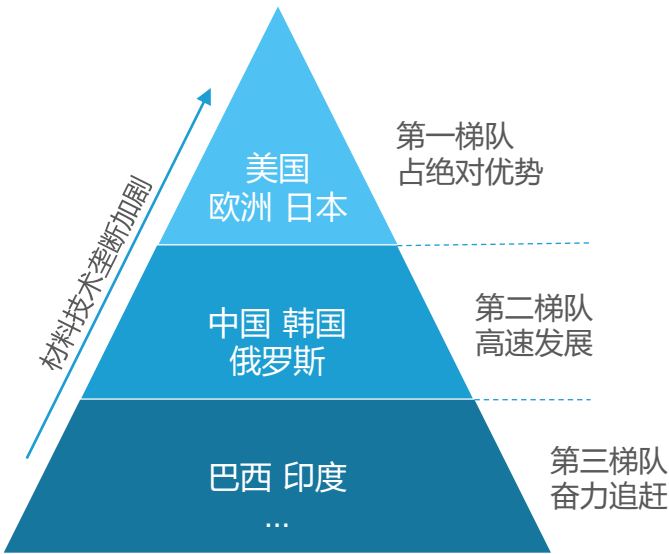 美国
欧洲 日本
第一梯队
占绝对优势
材料技术垄断加剧
中国 韩国
俄罗斯
第二梯队
高速发展
巴西 印度
...
第三梯队
奋力追赶